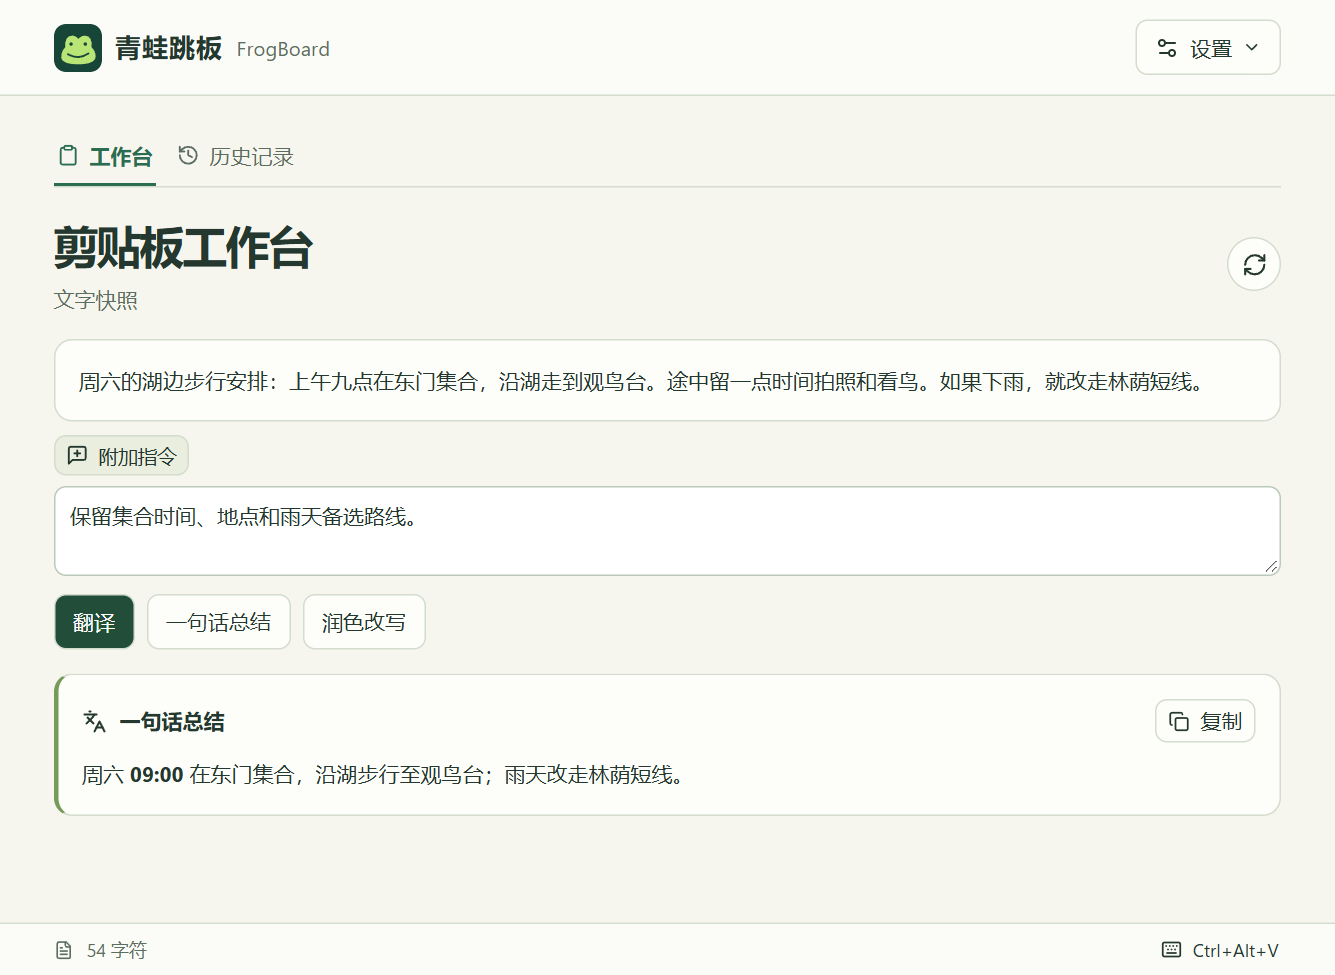 青蛙跳板 FrogBoard
设置
工作台 历史记录
剪贴板工作台
文字快照
周六的湖边步行安排：上午九点在东门集合，沿湖走到观鸟台。途中留一点时间拍照和看鸟。如果下雨，就改走林荫短线。
附加指令
保留集合时间、地点和雨天备选路线。
翻译 一句话总结 润色改写
一句话总结
复制
周六 09:00 在东门集合，沿湖步行至观鸟台；雨天改走林荫短线。
54 字符
Ctrl+Alt+V